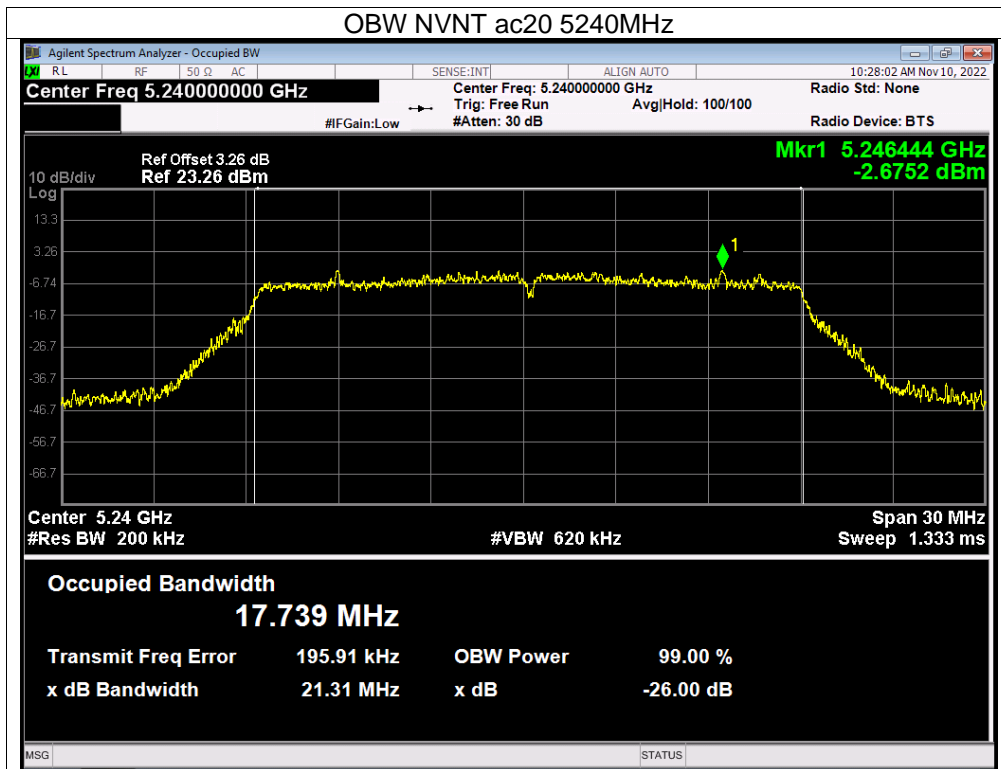 OBW NVNT ac20 5240MHz
Agilent Spectrum Analyzer - Occupied BW
LXI RL RF 50 Ω AC SENSE:INT ALIGN AUTO 10:28:02 AM Nov 10, 2022
Center Freq 5.240000000 GHz Center Freq: 5.240000000 GHz Radio Std: None
Trig: Free Run Avg|Hold: 100/100
#IFGain:Low #Atten: 30 dB Radio Device: BTS
Mkr1 5.246444 GHz
-2.6752 dBm
Ref Offset 3.26 dB
10 dB/div Ref 23.26 dBm
Log
13.3
3.26
1
-6.74
-16.7
-26.7
-36.7
-46.7
-56.7
-66.7
Center 5.24 GHz Span 30 MHz
#Res BW 200 kHz #VBW 620 kHz Sweep 1.333 ms
Occupied Bandwidth
17.739 MHz
Transmit Freq Error 195.91 kHz OBW Power 99.00 %
x dB Bandwidth 21.31 MHz x dB -26.00 dB
MSG STATUS